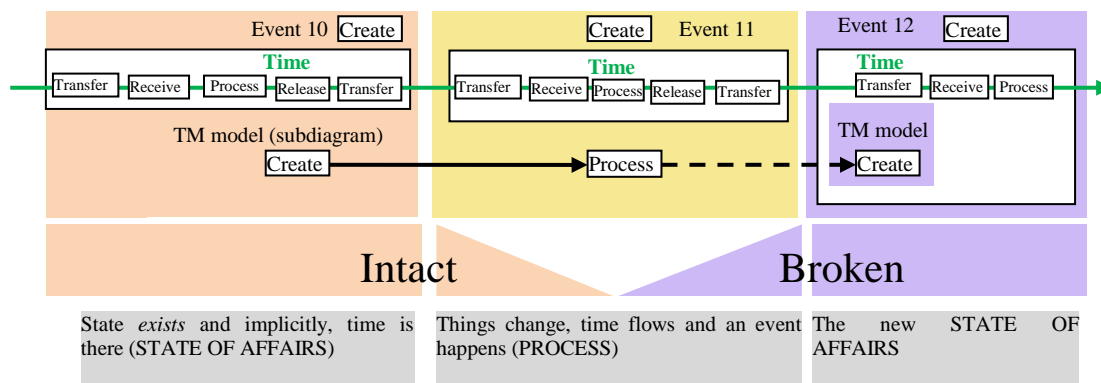 Event 10 Create
Create Event 11
Event 12 Create
Time
Time
Time
Transfer Receive Process Release Transfer
Transfer Receive Process Release Transfer
Transfer Receive Process
TM model (subdiagram)
TM model
Create
Process
Create
Intact
Broken
State exists and implicitly, time is
there (STATE OF AFFAIRS)
Things change, time flows and an event
happens (PROCESS)
The new STATE OF
AFFAIRS